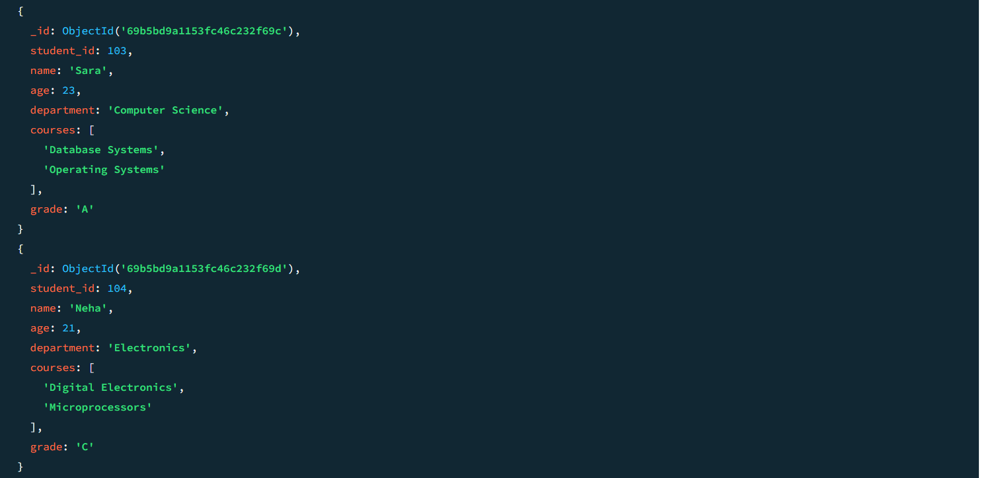 {
  _id: ObjectId('69b5bd9a1153fc46c232f69c'),
  student_id: 103,
  name: 'Sara',
  age: 23,
  department: 'Computer Science',
  courses: [
    'Database Systems',
    'Operating Systems'
  ],
  grade: 'A'
}
{
  _id: ObjectId('69b5bd9a1153fc46c232f69d'),
  student_id: 104,
  name: 'Neha',
  age: 21,
  department: 'Electronics',
  courses: [
    'Digital Electronics',
    'Microprocessors'
  ],
  grade: 'C'
}